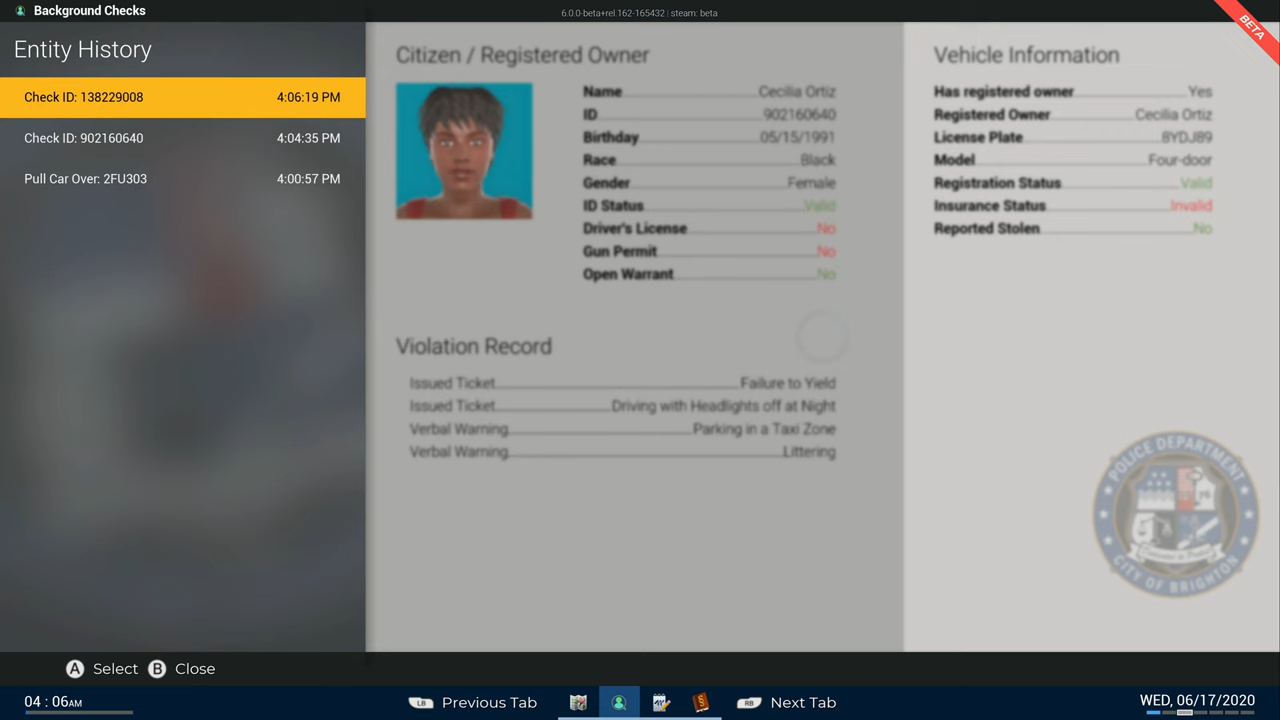 Background Checks
6.0.0-beta+rel.162-165432 | steam: beta
BETA
Entity History
Check ID: 138229008 4:06:19 PM
Check ID: 902160640 4:04:35 PM
Pull Car Over: 2FU303 4:00:57 PM
Citizen / Registered Owner
Name Cecilia Ortiz
ID 902160640
Birthday 05/15/1991
Race Black
Gender Female
ID Status Valid
Driver's License No
Gun Permit No
Open Warrant No
Violation Record
Issued Ticket Failure to Yield
Issued Ticket Driving with Headlights off at Night
Verbal Warning Parking in a Taxi Zone
Verbal Warning Littering
Vehicle Information
Has registered owner Yes
Registered Owner Cecilia Ortiz
License Plate 8YDJ89
Model Four-door
Registration Status Valid
Insurance Status Invalid
Reported Stolen No
POLICE DEPARTMENT
CITY OF BRIGHTON
A Select B Close
04 : 06AM
LB Previous Tab
RB Next Tab
WED, 06/17/2020